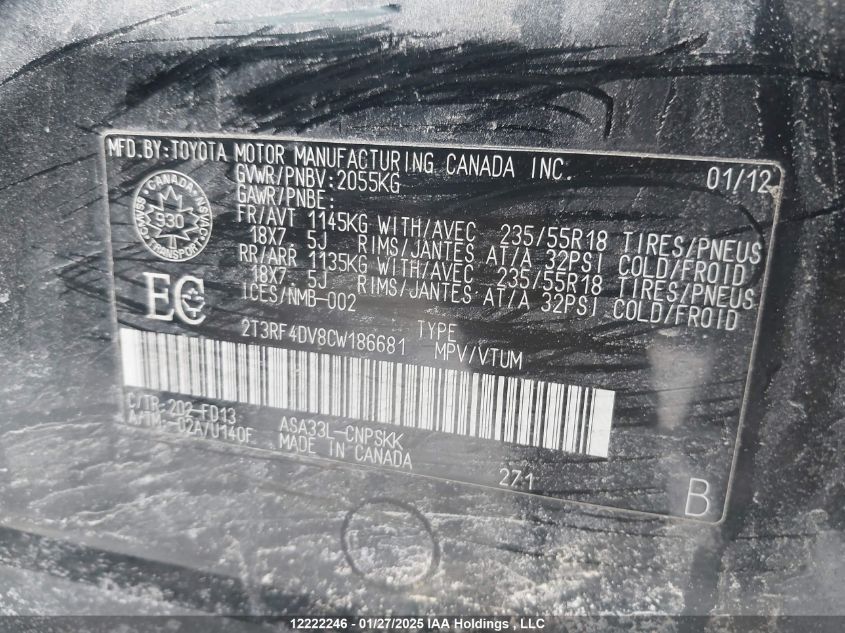 MFD.BY:TOYOTA MOTOR MANUFACTURING CANADA INC. 01/12
GVWR/PNBV:2055KG
GAWR/PNBE:
FR/AVT 1145KG WITH/AVEC 235/55R18 TIRES/PNEUS
18X7.5J RIMS/JANTES AT/A 32PSI COLD/FROID
RR/ARR 1135KG WITH/AVEC 235/55R18 TIRES/PNEUS
18X7.5J RIMS/JANTES AT/A 32PSI COLD/FROID
ICES/NMB-002
CANADA
930
TRANSPORT
EC
2T3RF4DV8CW186681 TYPE
MPV/VTUM
C/TR:202-FD13
A/TM:-02A/U140F
ASA33L-CNPSKK
MADE IN CANADA
271
B
12222246 - 01/27/2025 IAA Holdings, LLC